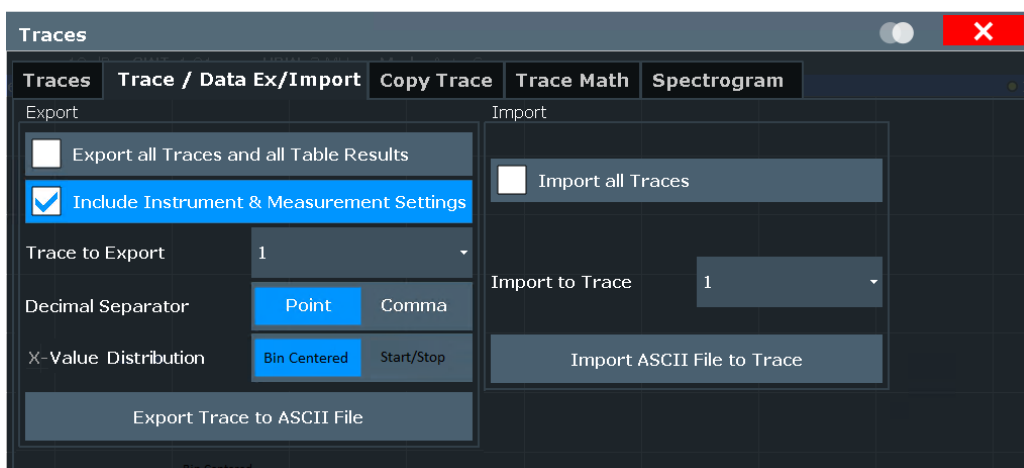 Traces
Traces Trace / Data Ex/Import Copy Trace Trace Math Spectrogram
Export
Export all Traces and all Table Results
Include Instrument & Measurement Settings
Trace to Export 1
Decimal Separator Point Comma
X-Value Distribution Bin Centered Start/Stop
Export Trace to ASCII File
Import
Import all Traces
Import to Trace 1
Import ASCII File to Trace
Bin Centered